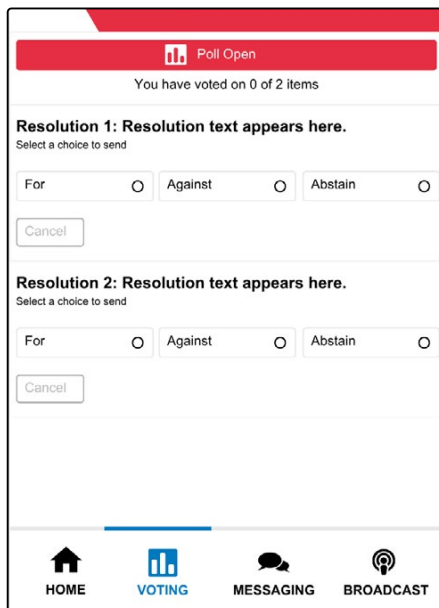 Poll Open
You have voted on 0 of 2 items
Resolution 1: Resolution text appears here.
Select a choice to send
For Against Abstain
Cancel
Resolution 2: Resolution text appears here.
Select a choice to send
For Against Abstain
Cancel
HOME VOTING MESSAGING BROADCAST